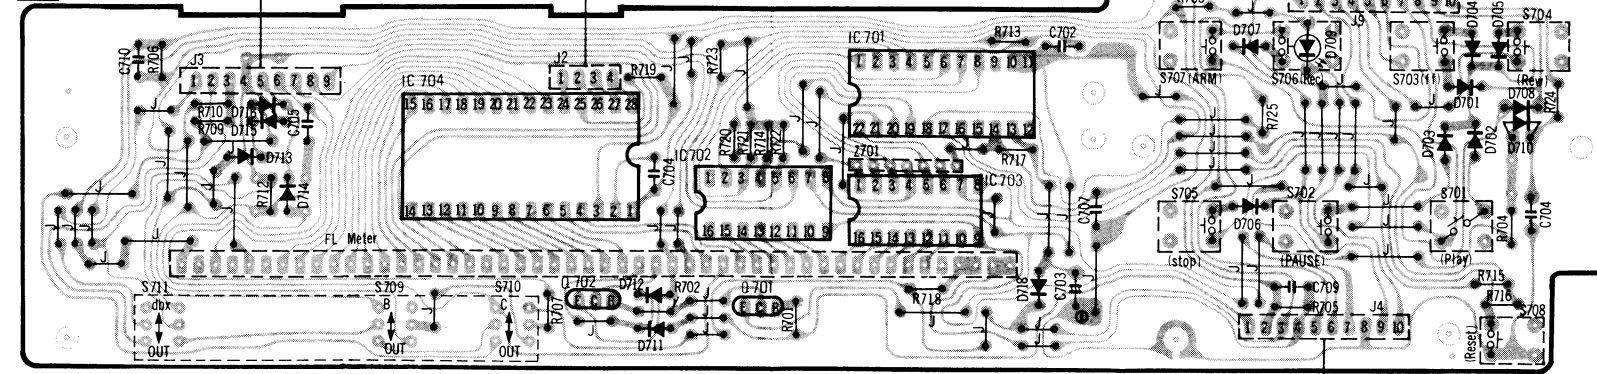 J3
1 2 3 4 5 6 7 8 9
C710
R706
R710
R709
D713
C705
R712
D714
IC 704
15 16 17 18 19 20 21 22 23 24 25 26 27 28
14 13 12 11 10 9 8 7 6 5 4 3 2 1
J2
1 2 3 4
R719
R723
C704
R720
R721
R714
R722
IC702
1 2 3 4 5 6 7 8
16 15 14 13 12 11 10 9
IC 701
1 2 3 4 5 6 7 8 9 10 11
22 21 20 19 18 17 16 15 14 13 12
R713
C702
R717
Z701
IC703
1 2 3 4 5 6 7 8
16 15 14 13 12 11 10 9
C707
FL Meter
S711
dbx
OUT
S709
B
OUT
S710
C
OUT
R707
Q 702
E C B
D712
D711
R702
Q 701
E C B
R701
R718
D718
C703
S707 (ARM)
D707
J9
D709
S706 (Rec)
S703 (ff)
D704
D705
S704
(Rew)
D701
D708
R724
D710
D703
D702
R725
S705
(stop)
D706
S702
(PAUSE)
S701
(Play)
R704
C704
C709
R705
J4
1 2 3 4 5 6 7 8 9 10
R715
R716
S708
(Reset)